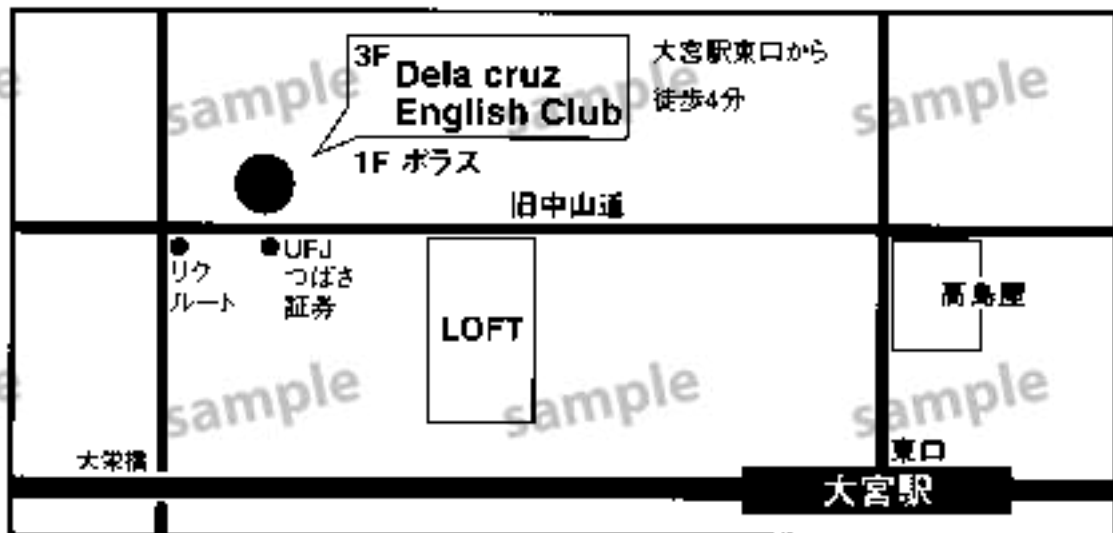 3F
Dela cruz
English Club
大宮駅東口から
徒歩4分
1F ポラス
旧中山道
リク
ルート
UFJ
つばさ
証券
LOFT
高島屋
大栄橋
東口
大宮駅
sample
sample
sample
sample
sample
sample